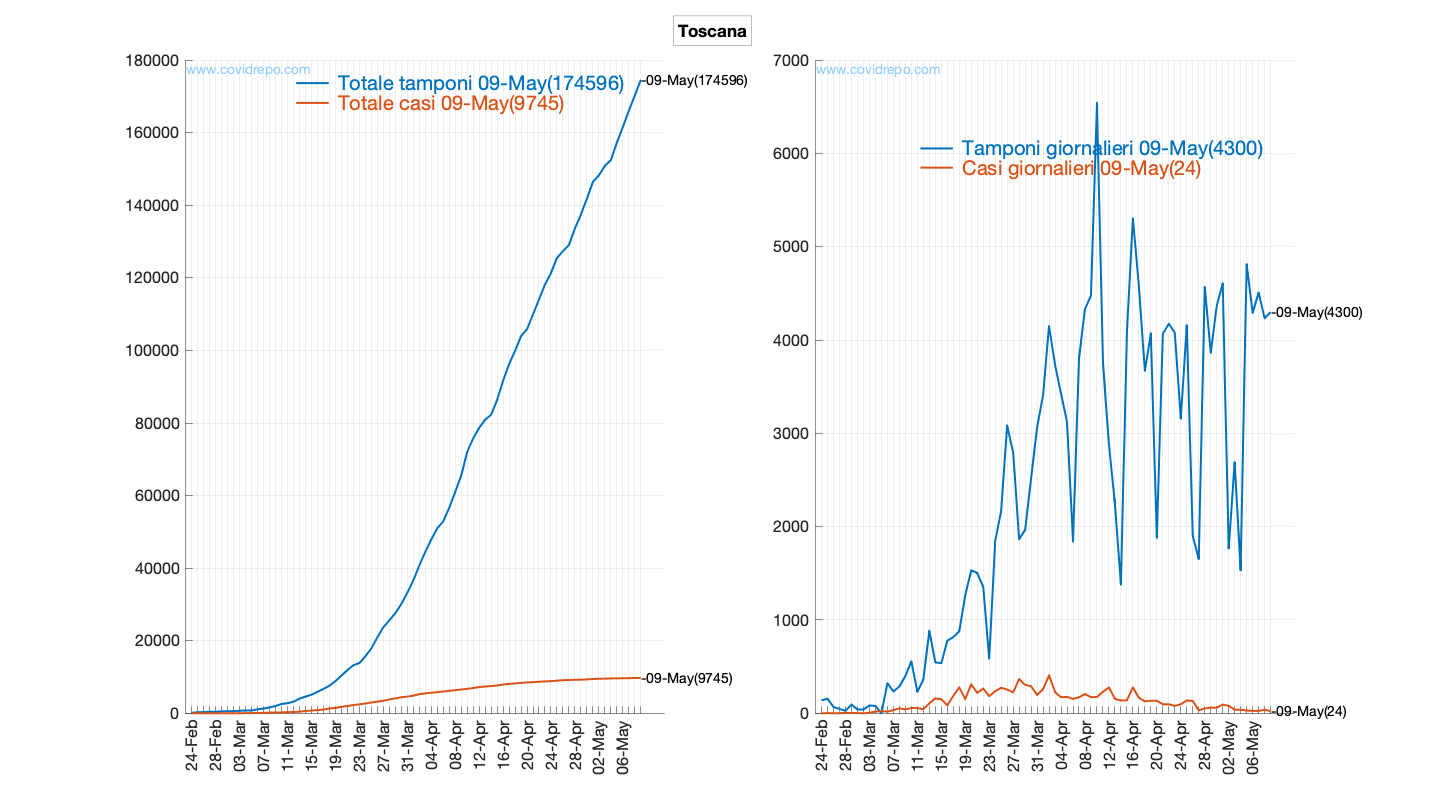 Toscana
180000
160000
140000
120000
100000
80000
60000
40000
20000
0
www.covidrepo.com
Totale tamponi 09-May(174596)
Totale casi 09-May(9745)
-09-May(174596)
-09-May(9745)
24-Feb
28-Feb
03-Mar
07-Mar
11-Mar
15-Mar
19-Mar
23-Mar
27-Mar
31-Mar
04-Apr
08-Apr
12-Apr
16-Apr
20-Apr
24-Apr
28-Apr
02-May
06-May
7000
6000
5000
4000
3000
2000
1000
0
www.covidrepo.com
Tamponi giornalieri 09-May(4300)
Casi giornalieri 09-May(24)
-09-May(4300)
-09-May(24)
24-Feb
28-Feb
03-Mar
07-Mar
11-Mar
15-Mar
19-Mar
23-Mar
27-Mar
31-Mar
04-Apr
08-Apr
12-Apr
16-Apr
20-Apr
24-Apr
28-Apr
02-May
06-May